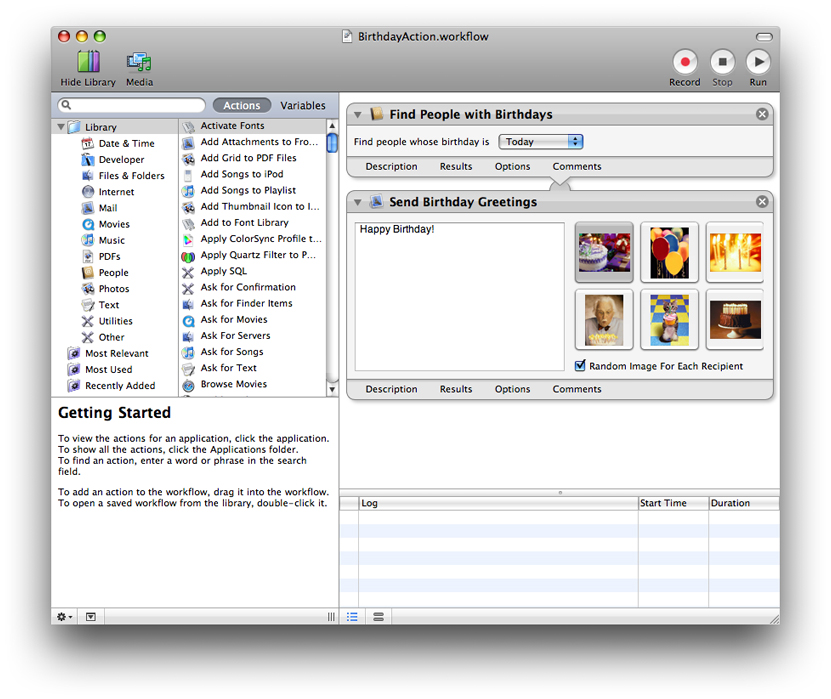 BirthdayAction.workflow
Hide Library
Media
Record
Stop
Run
Actions
Variables
Library
Date & Time
Developer
Files & Folders
Internet
Mail
Movies
Music
PDFs
People
Photos
Text
Utilities
Other
Most Relevant
Most Used
Recently Added
Activate Fonts
Add Attachments to Fro...
Add Grid to PDF Files
Add Songs to iPod
Add Songs to Playlist
Add Thumbnail Icon to I...
Add to Font Library
Apply ColorSync Profile t...
Apply Quartz Filter to P...
Apply SQL
Ask for Confirmation
Ask for Finder Items
Ask for Movies
Ask For Servers
Ask for Songs
Ask for Text
Browse Movies
Getting Started
To view the actions for an application, click the application.
To show all the actions, click the Applications folder.
To find an action, enter a word or phrase in the search
field.
To add an action to the workflow, drag it into the workflow.
To open a saved workflow from the library, double-click it.
Find People with Birthdays
Find people whose birthday is
Today
Description
Results
Options
Comments
Send Birthday Greetings
Happy Birthday!
Random Image For Each Recipient
Description
Results
Options
Comments
Log
Start Time
Duration